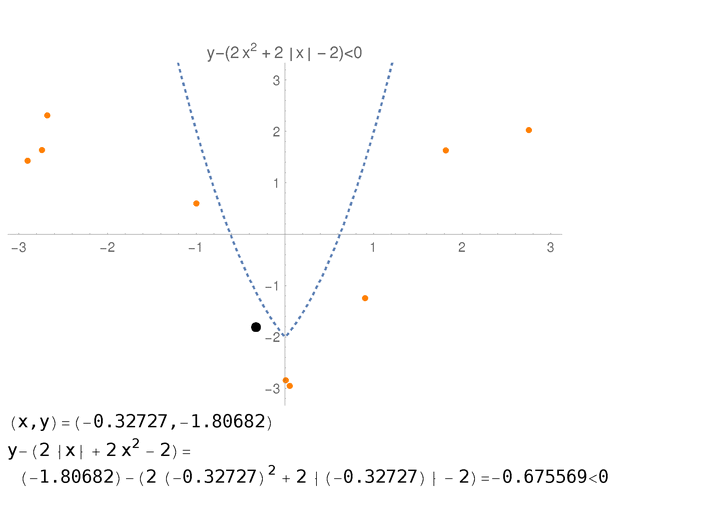 y−(2 x² + 2 |x| − 2)<0
3
2
1
−3 −2 −1 1 2 3
−1
−2
−3
(x,y)=(−0.32727,−1.80682)
y−(2 |x| + 2 x² − 2)=
(−1.80682)−(2 (−0.32727)² + 2 |(−0.32727)| − 2)=−0.675569<0